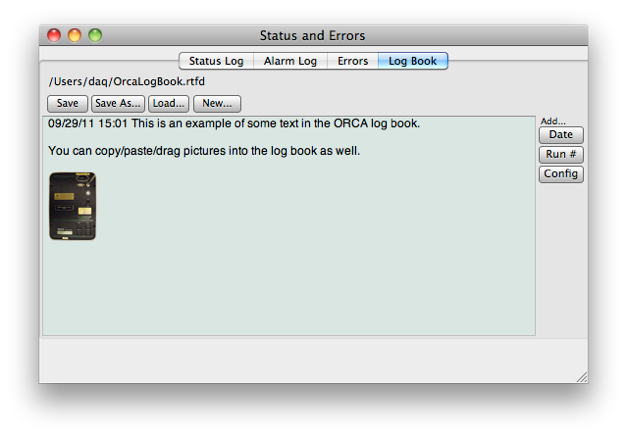 Status and Errors
Status Log Alarm Log Errors Log Book
/Users/daq/OrcaLogBook.rtfd
Save Save As... Load... New...
Add...
09/29/11 15:01 This is an example of some text in the ORCA log book.
Date
You can copy/paste/drag pictures into the log book as well.
Run #
Config